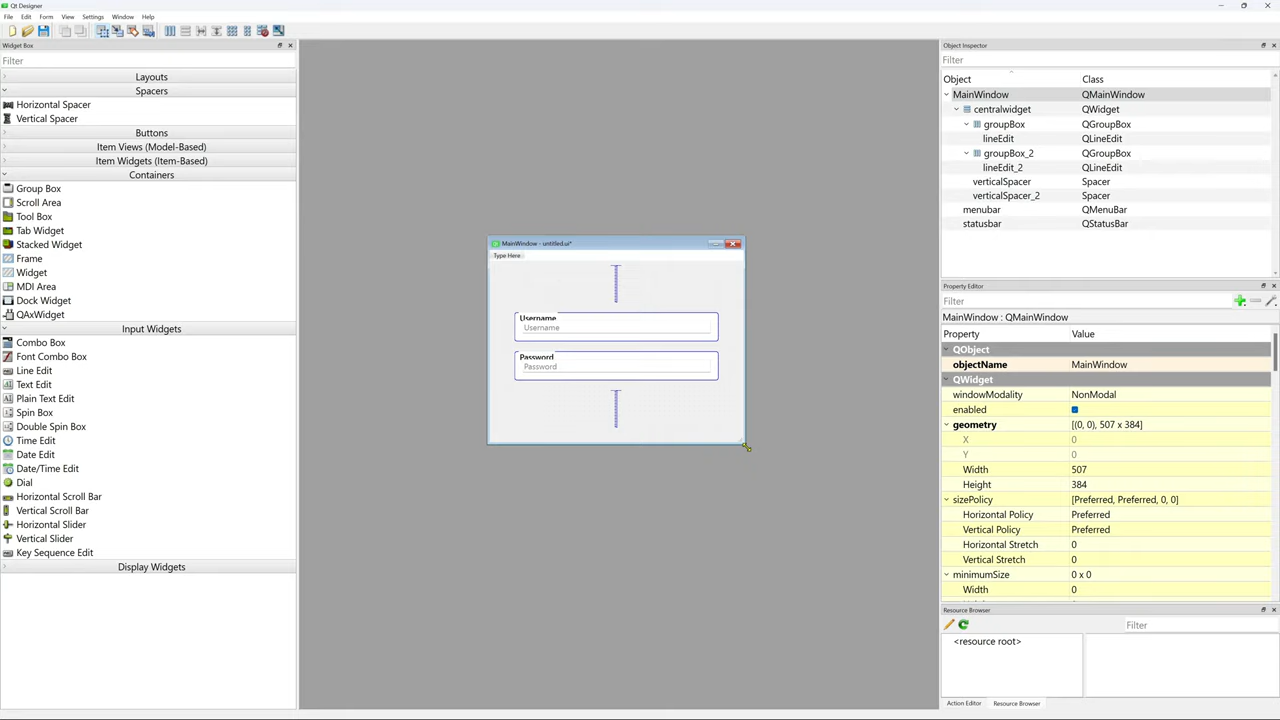 Qt Designer
File Edit Form View Settings Window Help
Widget Box
Filter
Layouts
Spacers
Horizontal Spacer
Vertical Spacer
Buttons
Item Views (Model-Based)
Item Widgets (Item-Based)
Containers
Group Box
Scroll Area
Tool Box
Tab Widget
Stacked Widget
Frame
Widget
MDI Area
Dock Widget
QAxWidget
Input Widgets
Combo Box
Font Combo Box
Line Edit
Text Edit
Plain Text Edit
Spin Box
Double Spin Box
Time Edit
Date Edit
Date/Time Edit
Dial
Horizontal Scroll Bar
Vertical Scroll Bar
Horizontal Slider
Vertical Slider
Key Sequence Edit
Display Widgets
MainWindow - untitled.ui*
Type Here
Username
Username
Password
Password
Object Inspector
Filter
Object Class
MainWindow QMainWindow
centralwidget QWidget
groupBox QGroupBox
lineEdit QLineEdit
groupBox_2 QGroupBox
lineEdit_2 QLineEdit
verticalSpacer Spacer
verticalSpacer_2 Spacer
menubar QMenuBar
statusbar QStatusBar
Property Editor
Filter
MainWindow : QMainWindow
Property Value
QObject
objectName MainWindow
QWidget
windowModality NonModal
enabled
geometry [(0, 0), 507 x 384]
X 0
Y 0
Width 507
Height 384
sizePolicy [Preferred, Preferred, 0, 0]
Horizontal Policy Preferred
Vertical Policy Preferred
Horizontal Stretch 0
Vertical Stretch 0
minimumSize 0 x 0
Width 0
Resource Browser
Filter
<resource root>
Action Editor Resource Browser